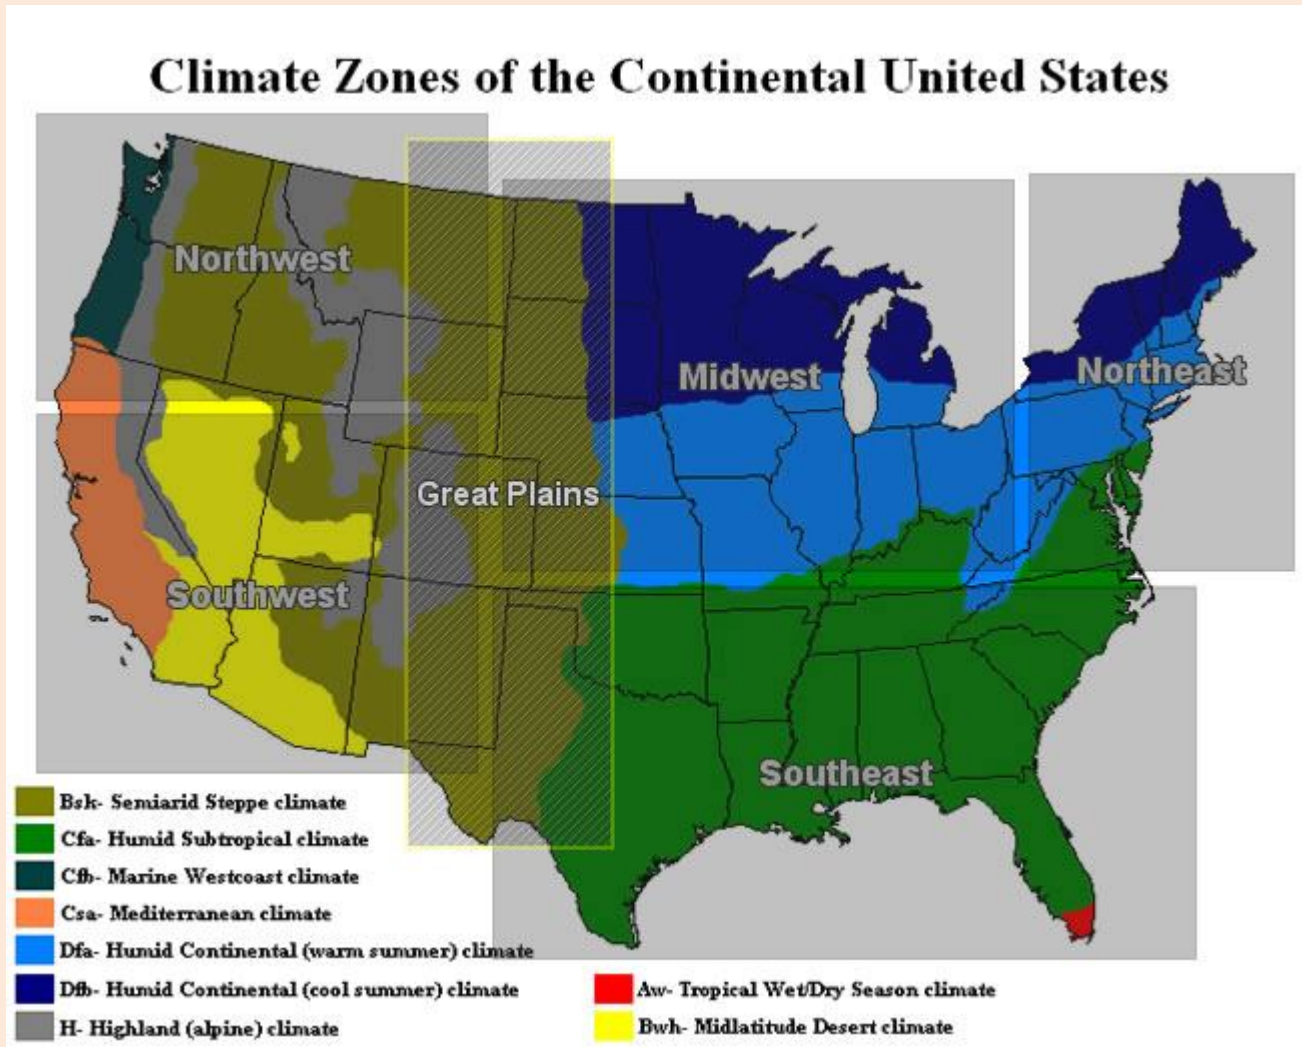 Climate Zones of the Continental United States
Northwest
Midwest
Northeast
Great Plains
Southwest
Southeast
Bsk- Semiarid Steppe climate
Cfa- Humid Subtropical climate
Cfb- Marine Westcoast climate
Csa- Mediterranean climate
Dfa- Humid Continental (warm summer) climate
Dfb- Humid Continental (cool summer) climate
H- Highland (alpine) climate
Aw- Tropical Wet/Dry Season climate
Bwh- Midlatitude Desert climate